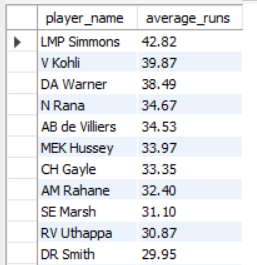 player_name average_runs
LMP Simmons 42.82
V Kohli 39.87
DA Warner 38.49
N Rana 34.67
AB de Villiers 34.53
MEK Hussey 33.97
CH Gayle 33.35
AM Rahane 32.40
SE Marsh 31.10
RV Uthappa 30.87
DR Smith 29.95